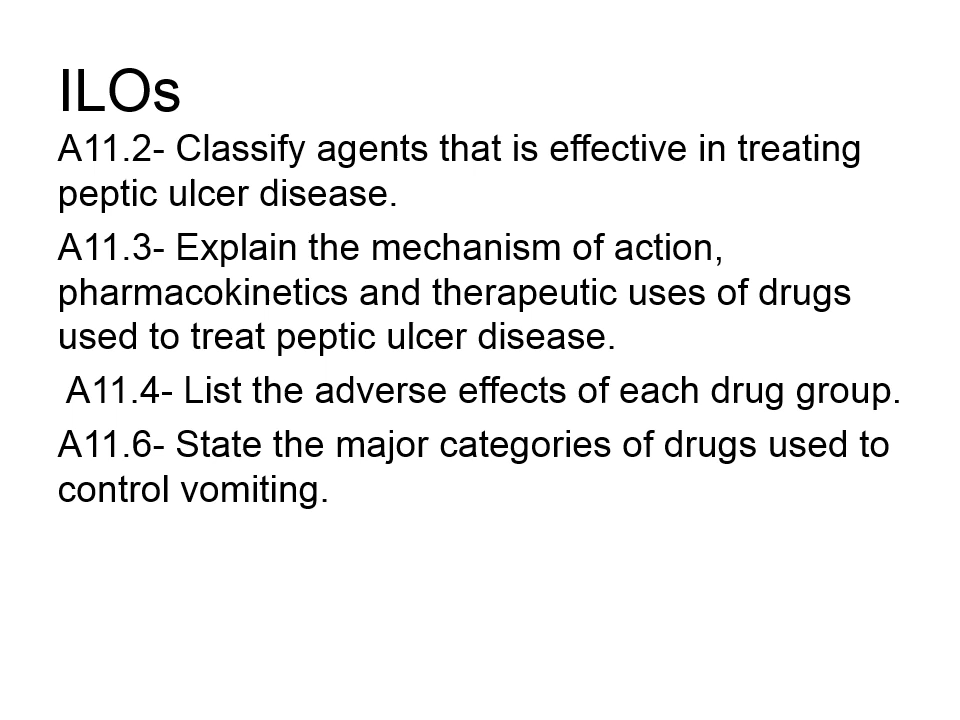 ILOs
A11.2- Classify agents that is effective in treating
peptic ulcer disease.
A11.3- Explain the mechanism of action,
pharmacokinetics and therapeutic uses of drugs
used to treat peptic ulcer disease.
A11.4- List the adverse effects of each drug group.
A11.6- State the major categories of drugs used to
control vomiting.